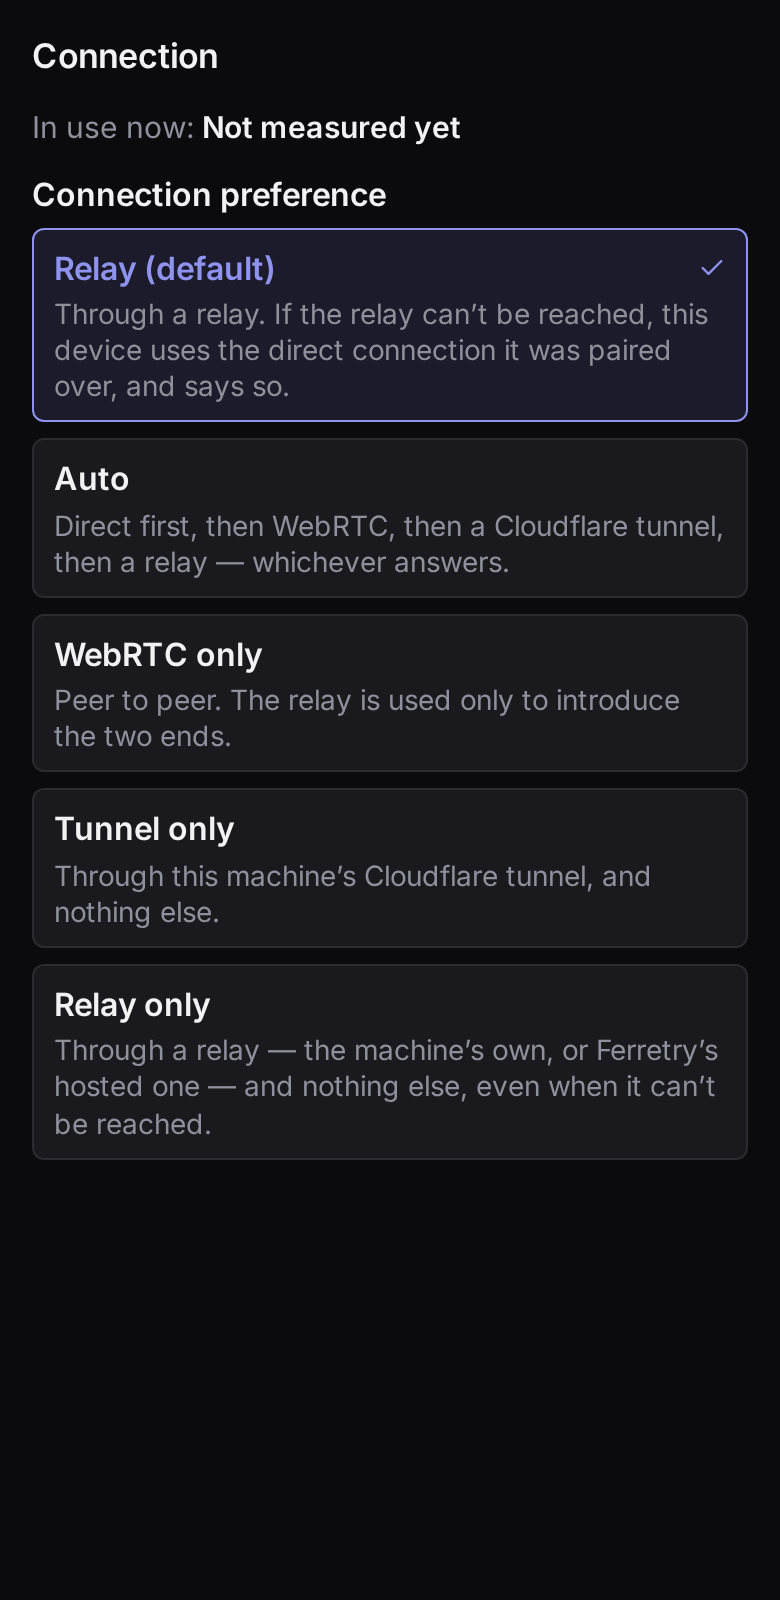 Connection
In use now: Not measured yet
Connection preference
Relay (default)
Through a relay. If the relay can’t be reached, this
device uses the direct connection it was paired
over, and says so.
Auto
Direct first, then WebRTC, then a Cloudflare tunnel,
then a relay — whichever answers.
WebRTC only
Peer to peer. The relay is used only to introduce
the two ends.
Tunnel only
Through this machine’s Cloudflare tunnel, and
nothing else.
Relay only
Through a relay — the machine’s own, or Ferretry’s
hosted one — and nothing else, even when it can’t
be reached.